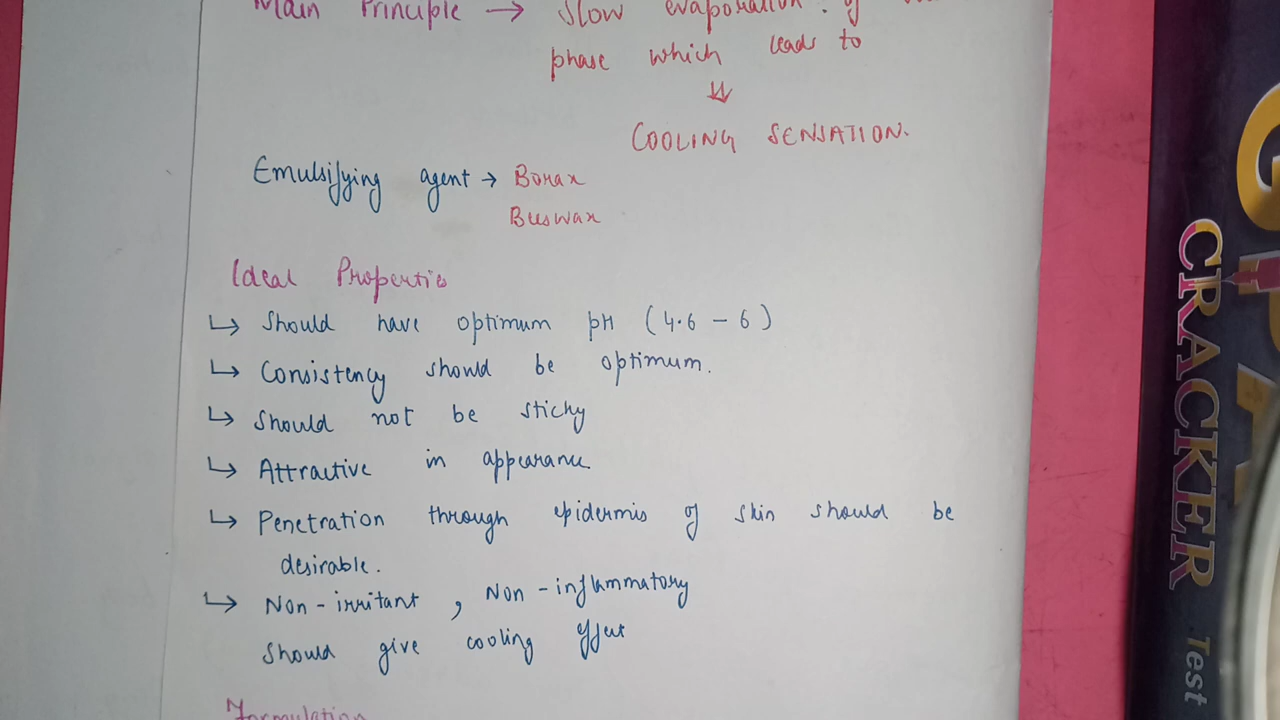 Main Principle → Slow evaporation of
phase which leads to
COOLING SENSATION.
Emulsifying agent → Borax
Beeswax
Ideal Properties
↳ Should have optimum pH (4.6 - 6)
↳ Consistency should be optimum.
↳ Should not be sticky
↳ Attractive in appearance
↳ Penetration through epidermis of skin should be
desirable.
↳ Non-irritant, Non-inflammatory
Should give cooling effect
Formulation
CRACKER
Test